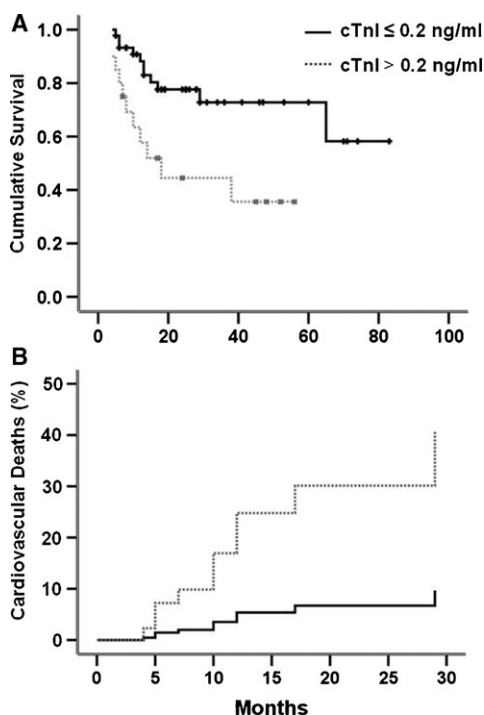 A
cTnI ≤ 0.2 ng/ml
cTnI > 0.2 ng/ml
Cumulative Survival
1.0
0.8
0.6
0.4
0.2
0.0
0 20 40 60 80 100
B
Cardiovascular Deaths (%)
50
40
30
20
10
0
0 5 10 15 20 25 30
Months